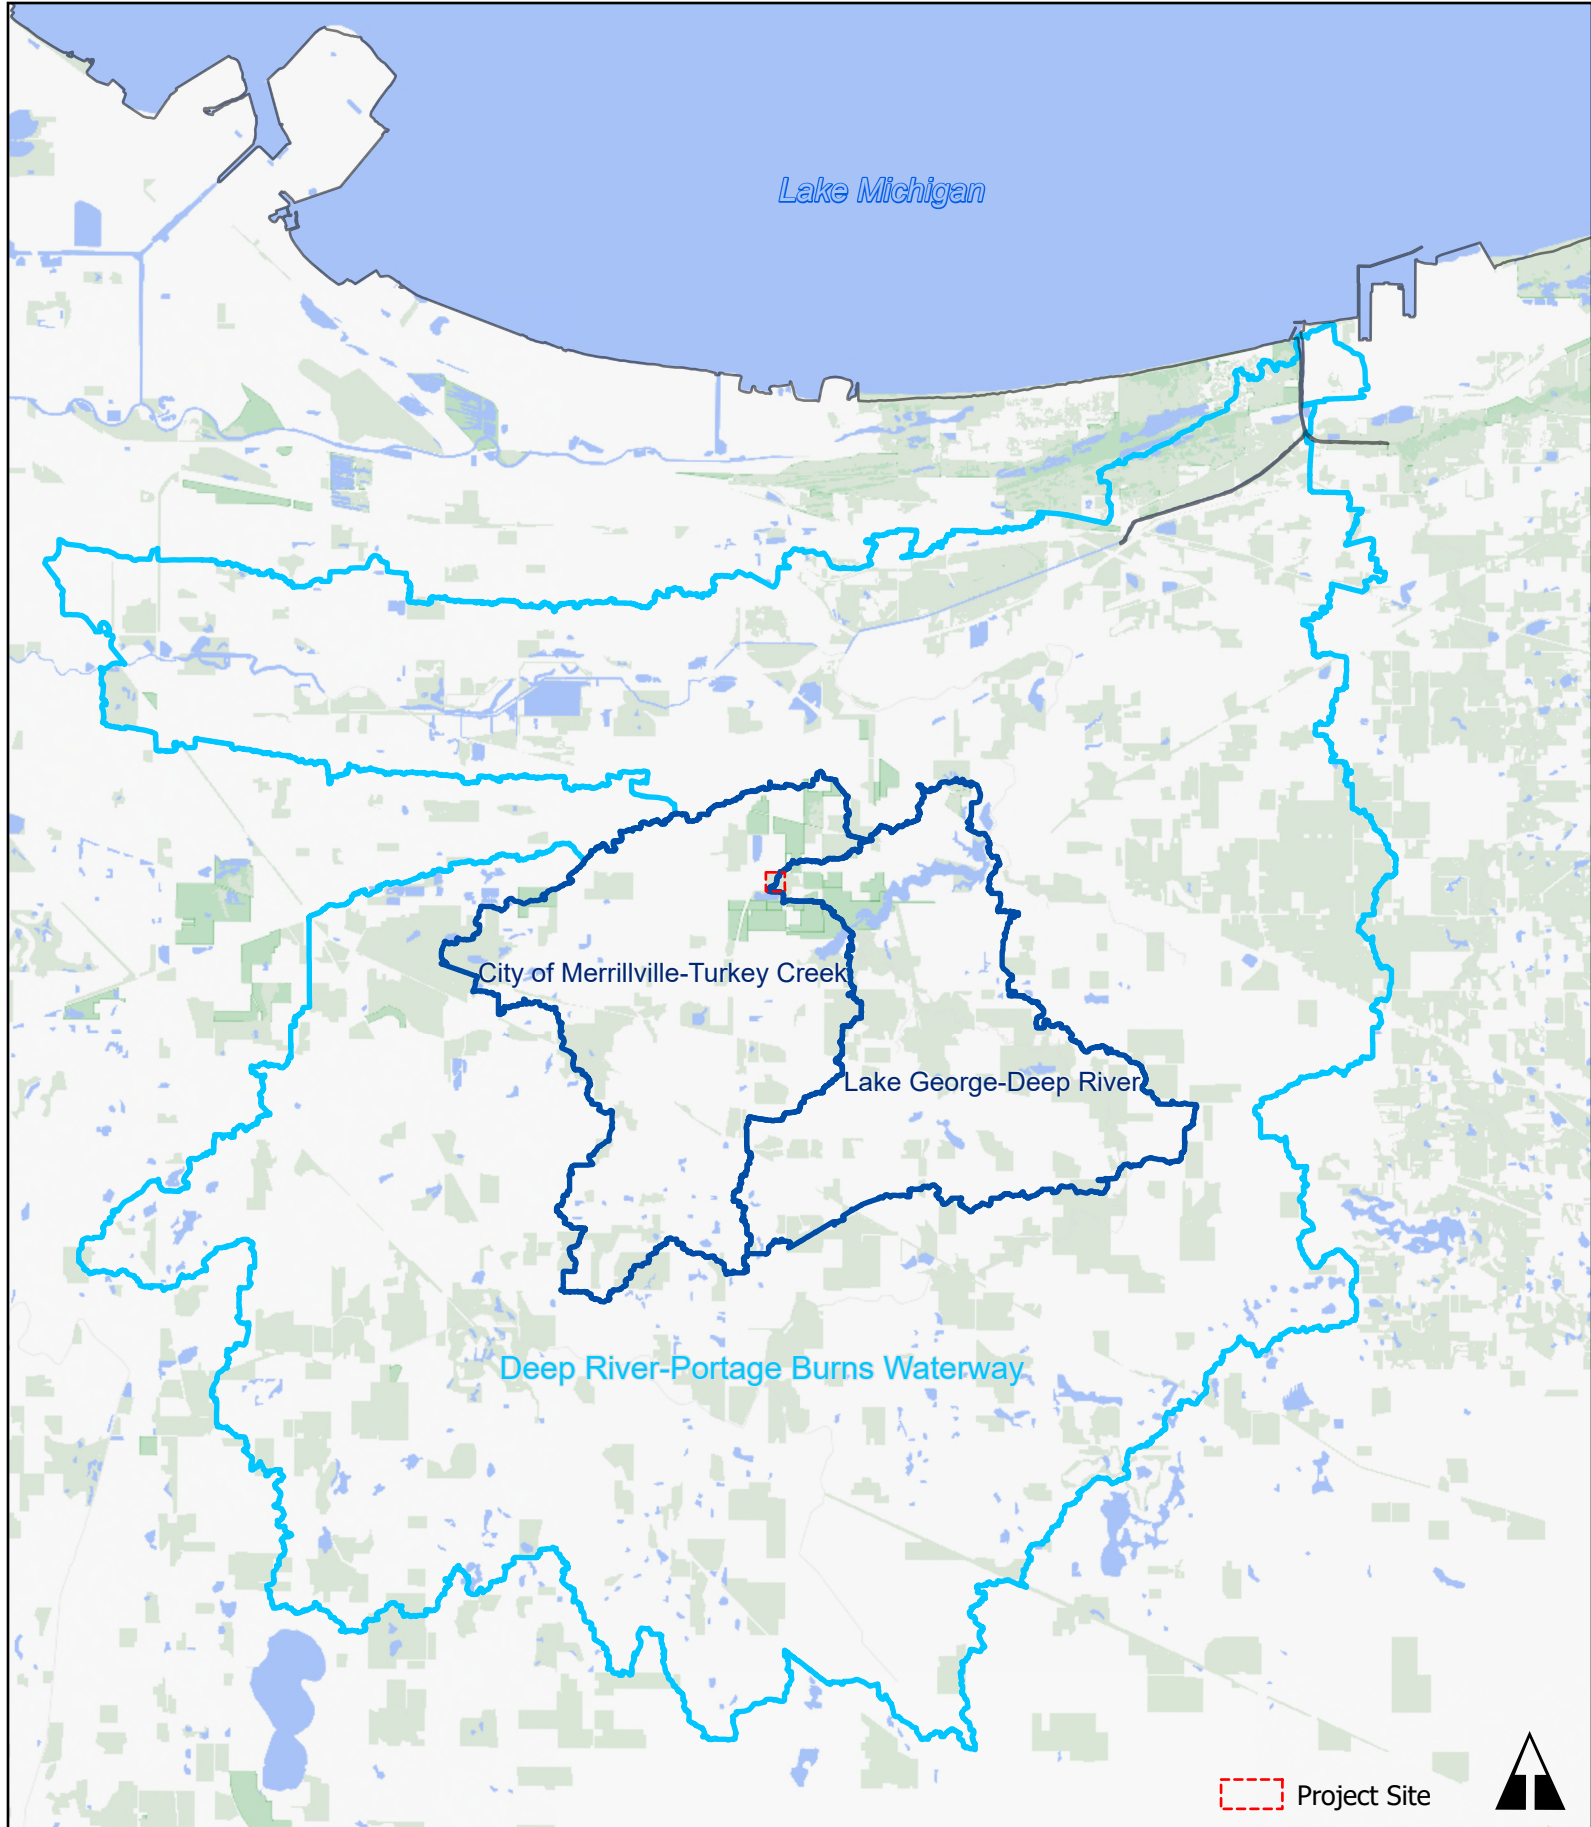 Lake Michigan
City of Merrillville-Turkey Creek
Lake George-Deep River
Deep River-Portage Burns Waterway
Project Site